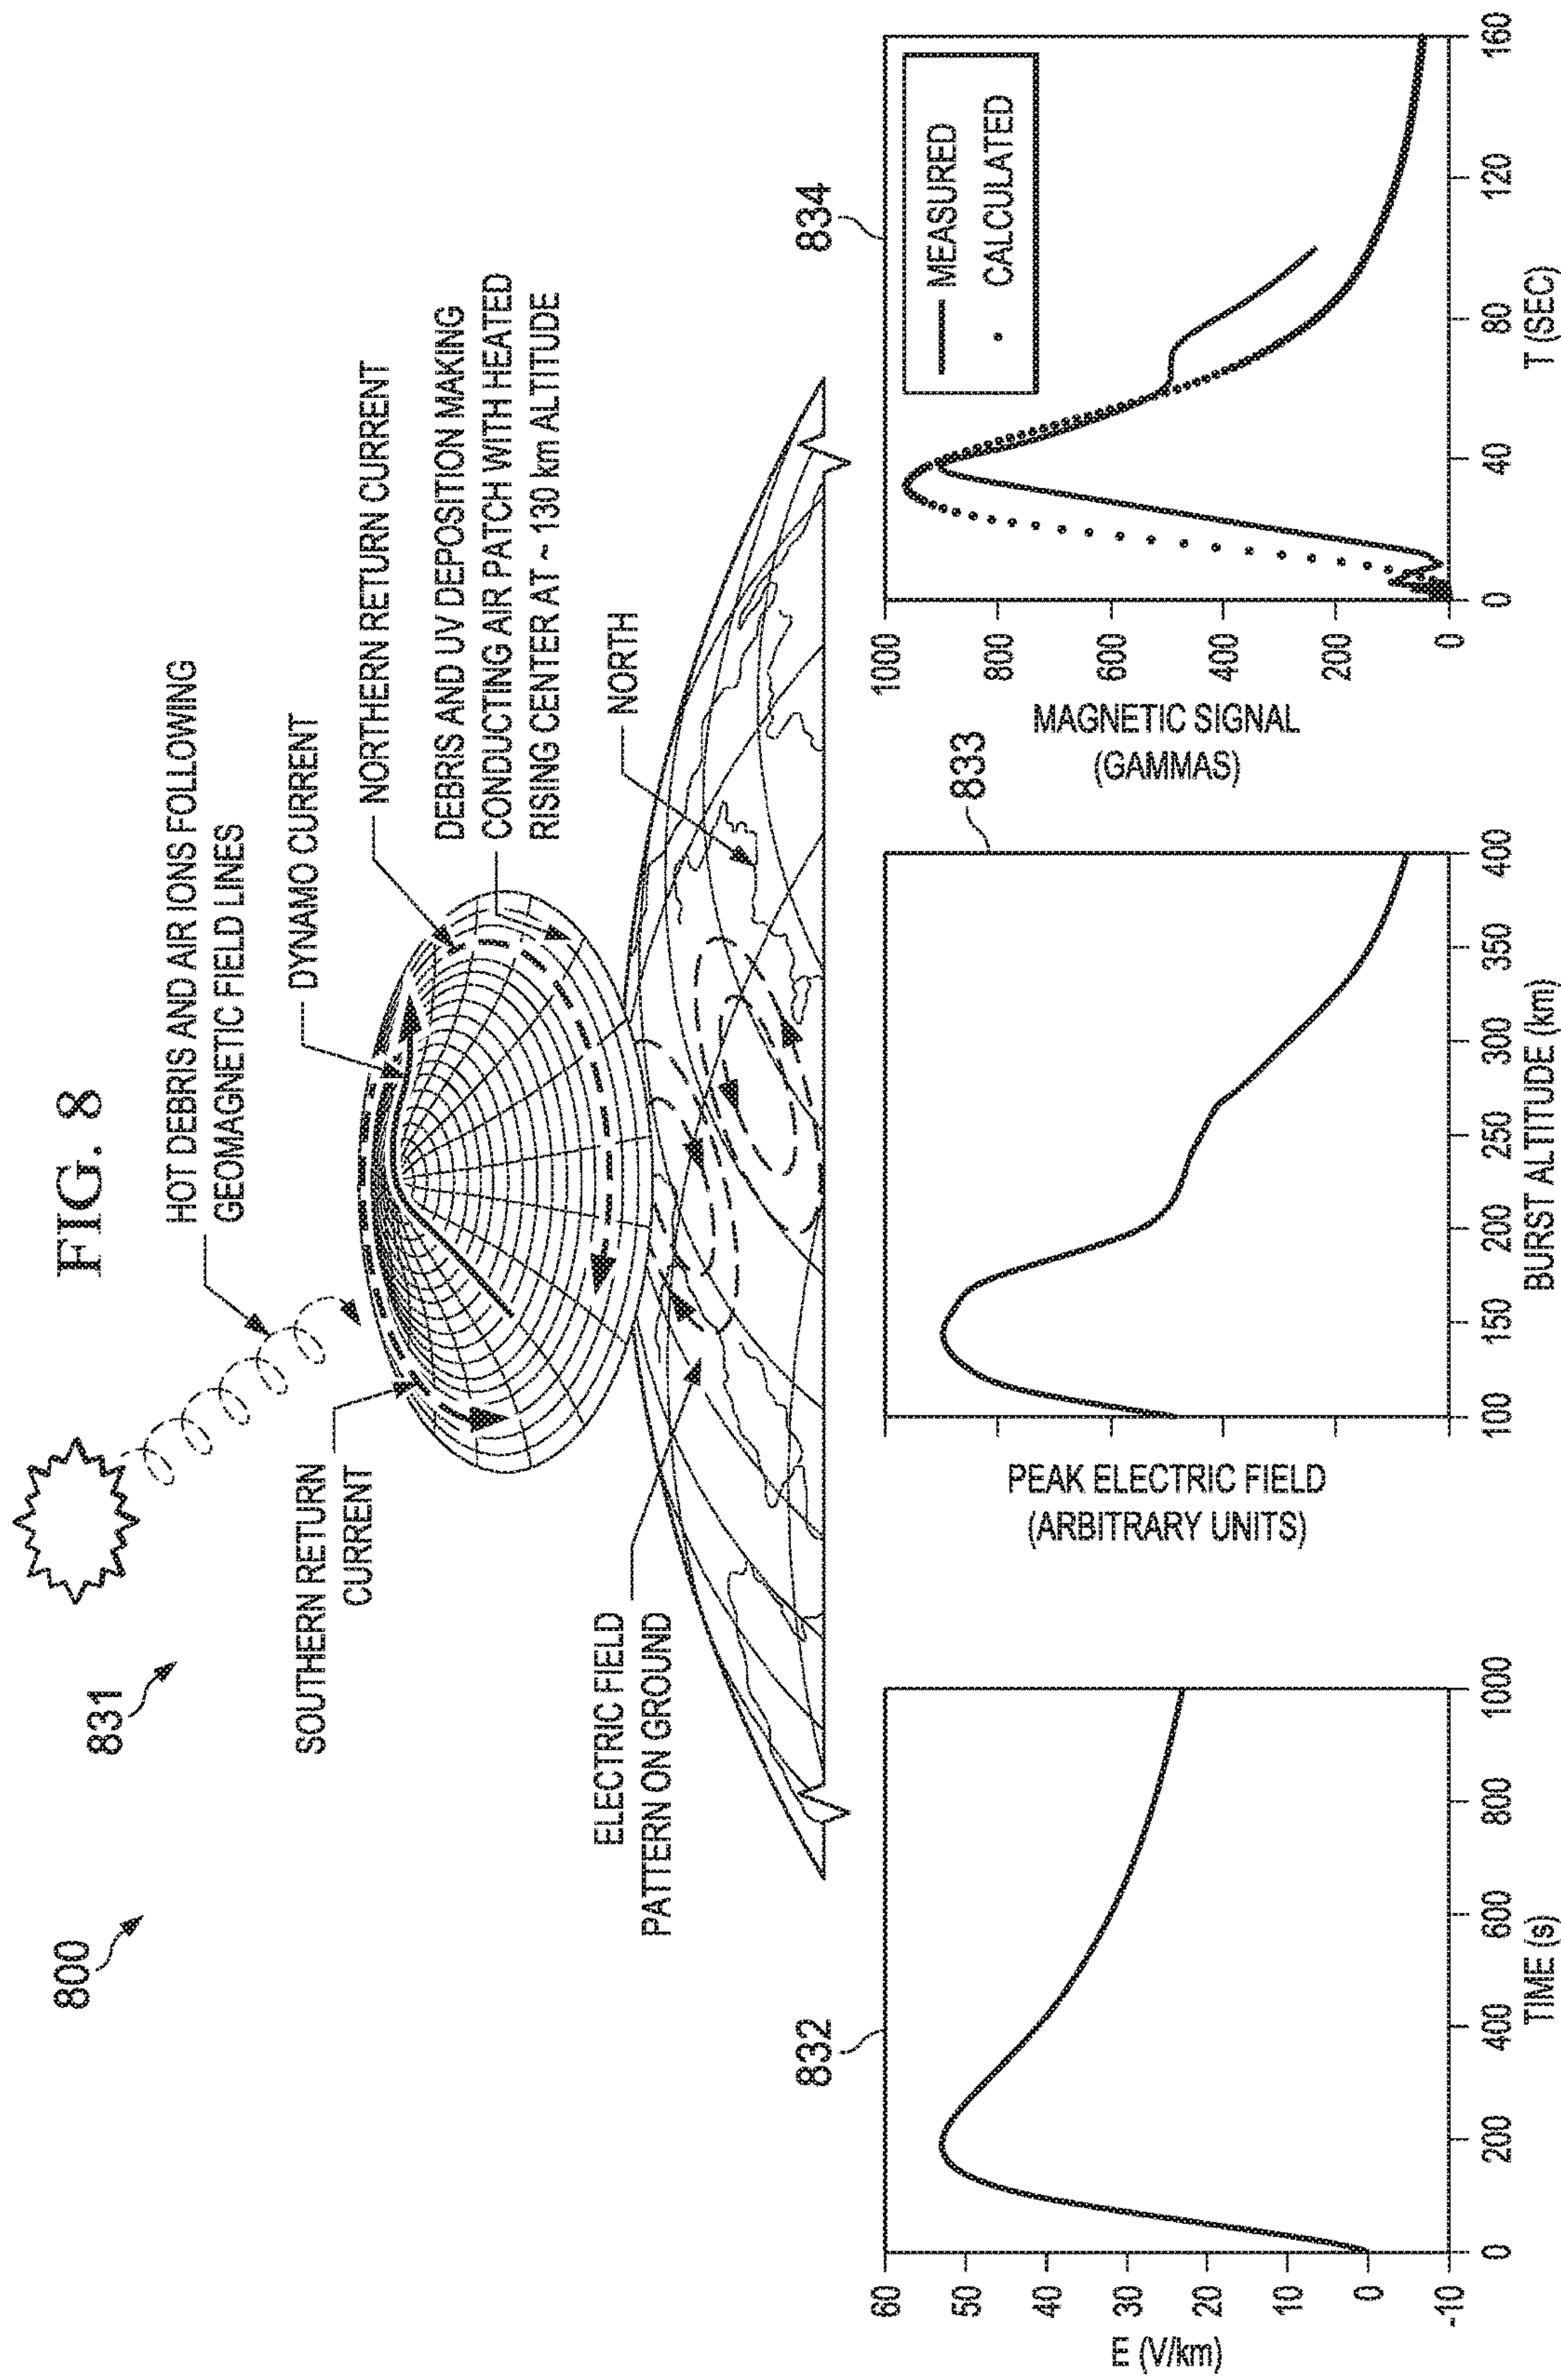 FIG. 8
800
831
HOT DEBRIS AND AIR IONS FOLLOWING
GEOMAGNETIC FIELD LINES
DYNAMO CURRENT
SOUTHERN RETURN
CURRENT
NORTHERN RETURN CURRENT
DEBRIS AND UV DEPOSITION MAKING
CONDUCTING AIR PATCH WITH HEATED
RISING CENTER AT ~ 130 km ALTITUDE
ELECTRIC FIELD
PATTERN ON GROUND
NORTH
832
60
50
40
30
20
10
0
-10
E (V/km)
0
200
400
600
800
1000
TIME (s)
833
PEAK ELECTRIC FIELD
(ARBITRARY UNITS)
100
150
200
250
300
350
400
BURST ALTITUDE (km)
834
MEASURED
CALCULATED
1000
800
600
400
200
0
MAGNETIC SIGNAL
(GAMMAS)
0
40
80
120
160
T (SEC)